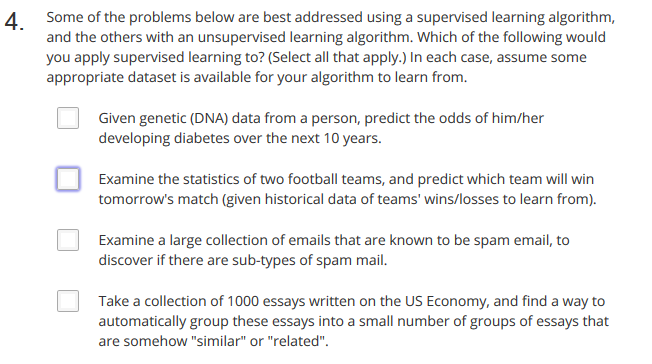 4. Some of the problems below are best addressed using a supervised learning algorithm,
and the others with an unsupervised learning algorithm. Which of the following would
you apply supervised learning to? (Select all that apply.) In each case, assume some
appropriate dataset is available for your algorithm to learn from.
Given genetic (DNA) data from a person, predict the odds of him/her
developing diabetes over the next 10 years.
Examine the statistics of two football teams, and predict which team will win
tomorrow's match (given historical data of teams' wins/losses to learn from).
Examine a large collection of emails that are known to be spam email, to
discover if there are sub-types of spam mail.
Take a collection of 1000 essays written on the US Economy, and find a way to
automatically group these essays into a small number of groups of essays that
are somehow "similar" or "related".